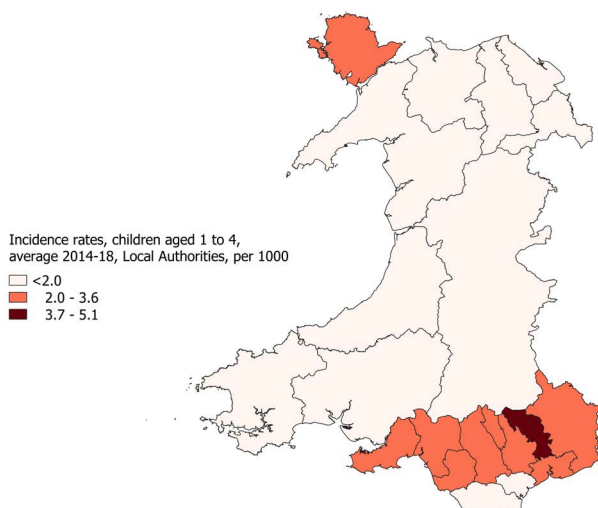 Incidence rates, children aged 1 to 4,
average 2014-18, Local Authorities, per 1000
<2.0
2.0 - 3.6
3.7 - 5.1